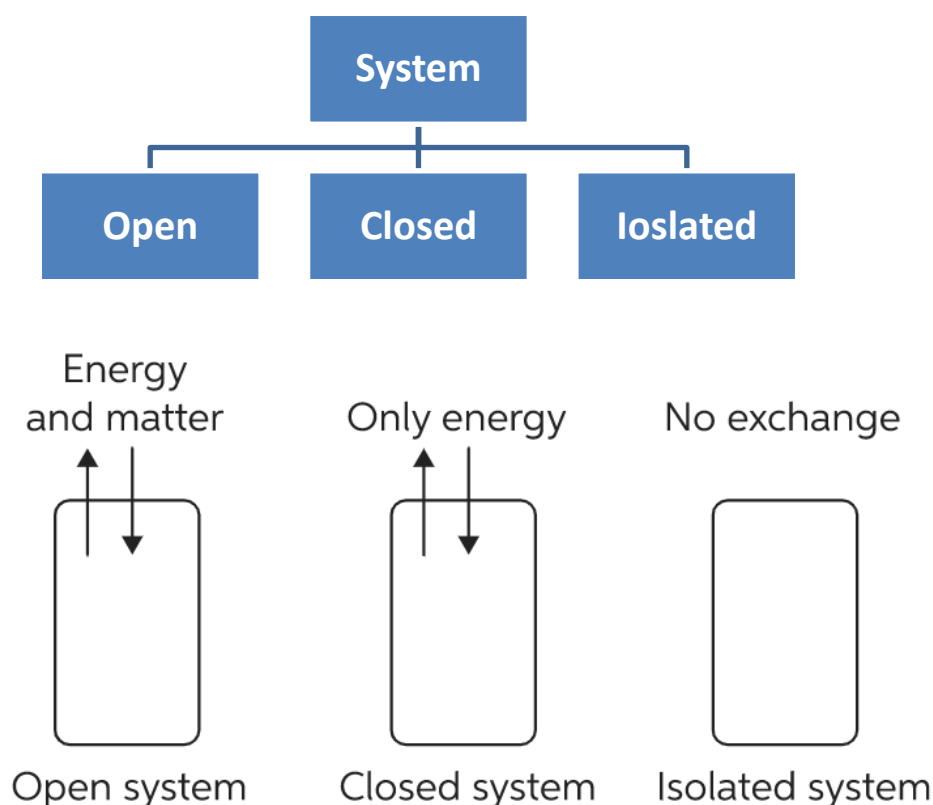 System
Open
Closed
Ioslated
Energy
and matter
Only energy
No exchange
Open system
Closed system
Isolated system